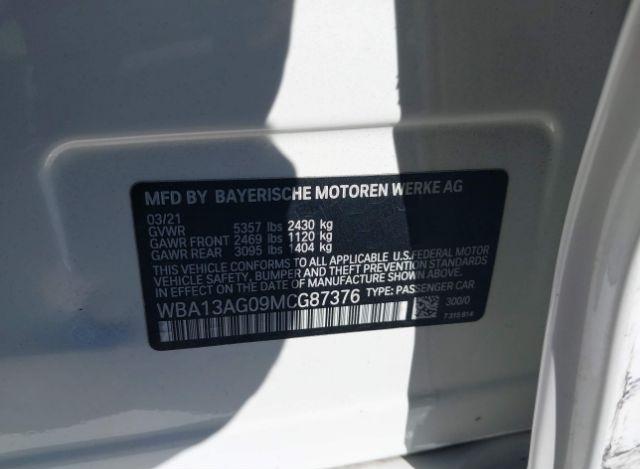 MFD BY BAYERISCHE MOTOREN WERKE AG
03/21
GVWR 5357 lbs 2430 kg
GAWR FRONT 2469 lbs 1120 kg
GAWR REAR 3095 lbs 1404 kg
THIS VEHICLE CONFORMS TO ALL APPLICABLE U.S. FEDERAL MOTOR
VEHICLE SAFETY, BUMPER, AND THEFT PREVENTION STANDARDS
IN EFFECT ON THE DATE OF MANUFACTURE SHOWN ABOVE.
WBA13AG09MCG87376 TYPE: PASSENGER CAR
300/0
7315814